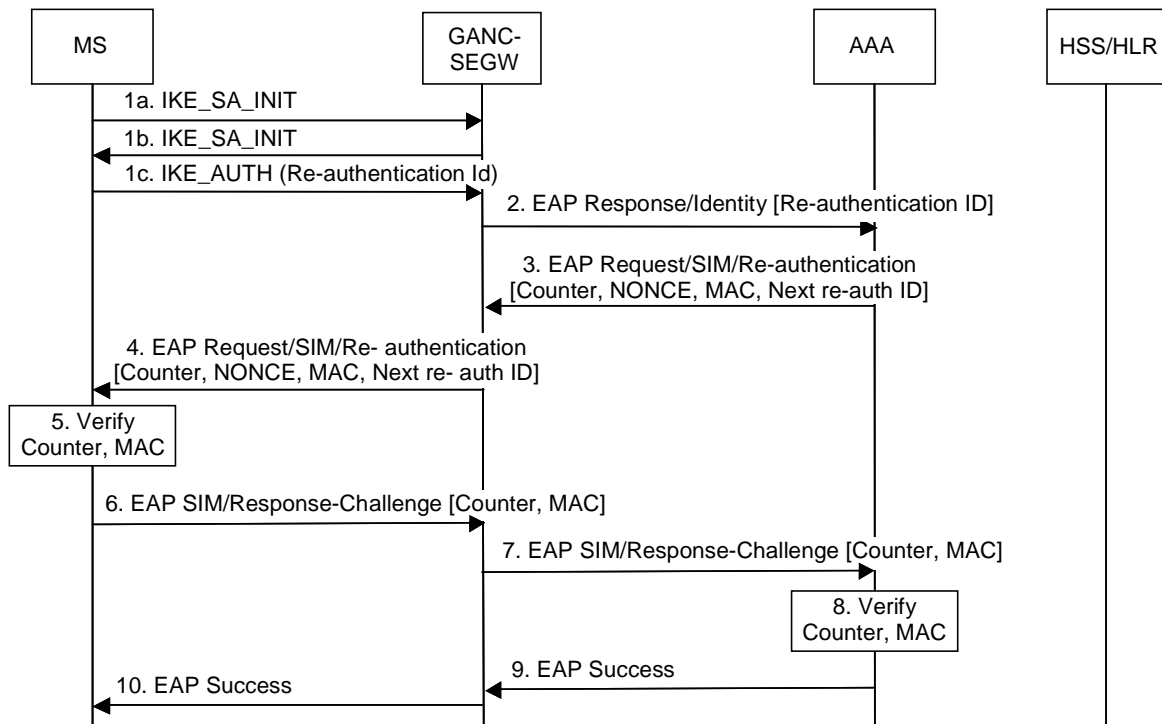 MS
GANC-
SEGW
AAA
HSS/HLR
1a. IKE_SA_INIT
1b. IKE_SA_INIT
1c. IKE_AUTH (Re-authentication Id)
2. EAP Response/Identity [Re-authentication ID]
3. EAP Request/SIM/Re-authentication
[Counter, NONCE, MAC, Next re-auth ID]
4. EAP Request/SIM/Re- authentication
[Counter, NONCE, MAC, Next re- auth ID]
5. Verify
Counter, MAC
6. EAP SIM/Response-Challenge [Counter, MAC]
7. EAP SIM/Response-Challenge [Counter, MAC]
8. Verify
Counter, MAC
9. EAP Success
10. EAP Success